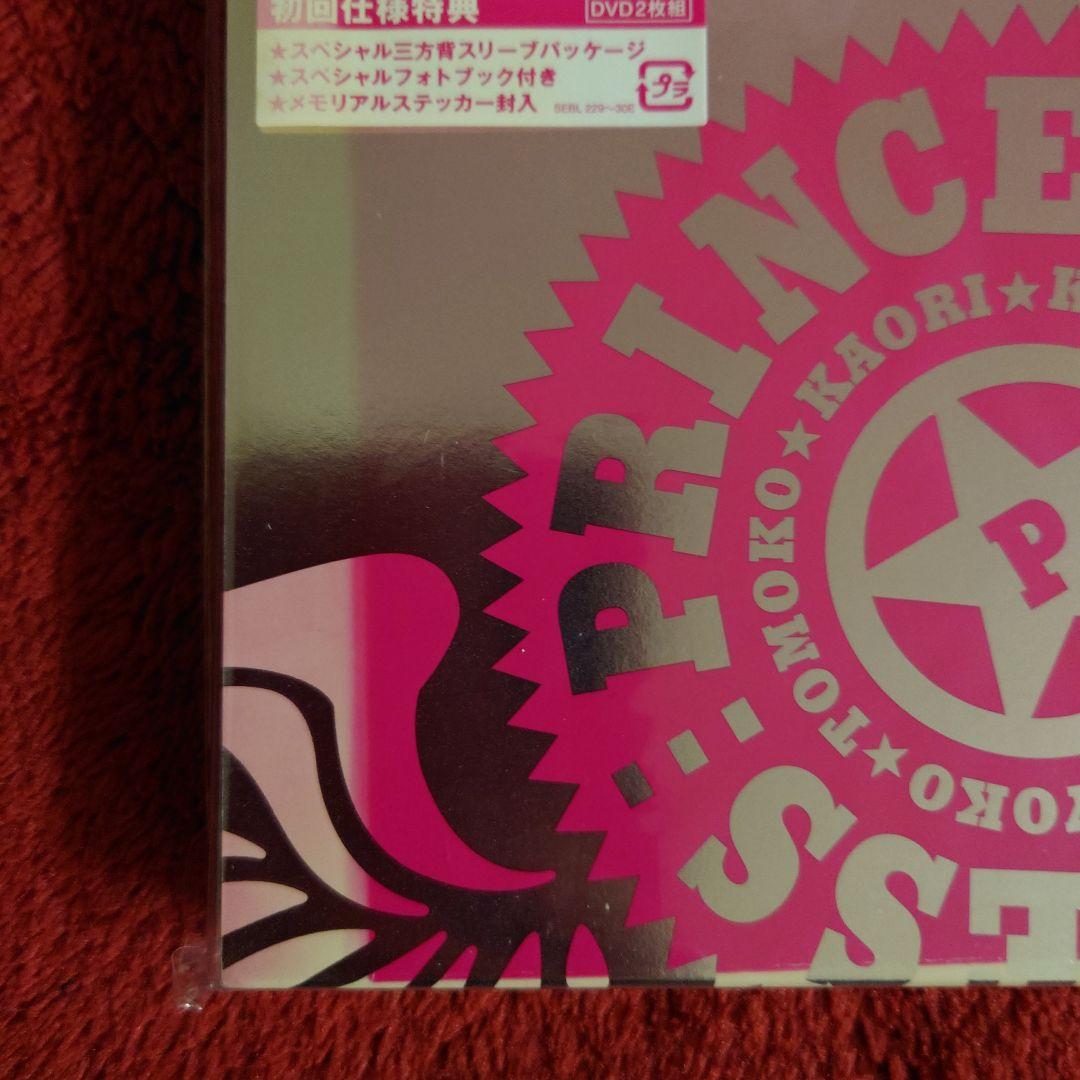 初回仕様特典
DVD2枚組
★スペシャル三方背スリーブパッケージ
★スペシャルフォトブック付き
★メモリアルステッカー封入
プラ
SEBL 229~30E
PRINCE
SS
KAORI★K
★TOMOKO★
OKO★
P